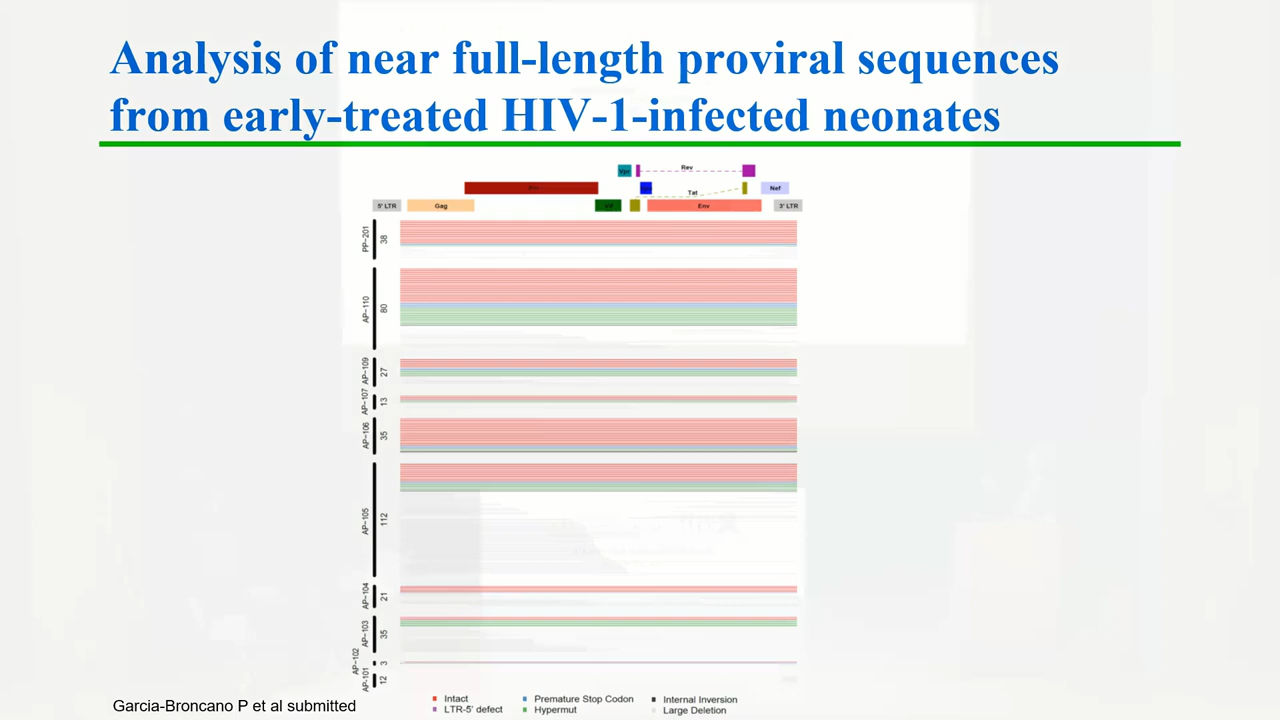 Analysis of near full-length proviral sequences
from early-treated HIV-1-infected neonates
Vpr
Rev
Tat
Nef
5' LTR
Gag
Env
3' LTR
PP-201
38
AP-110
80
AP-109
27
AP-107
13
AP-106
35
AP-105
112
AP-104
21
AP-103
35
AP-102
3
AP-101
12
Intact
Premature Stop Codon
Internal Inversion
LTR-5' defect
Hypermut
Large Deletion
Garcia-Broncano P et al submitted